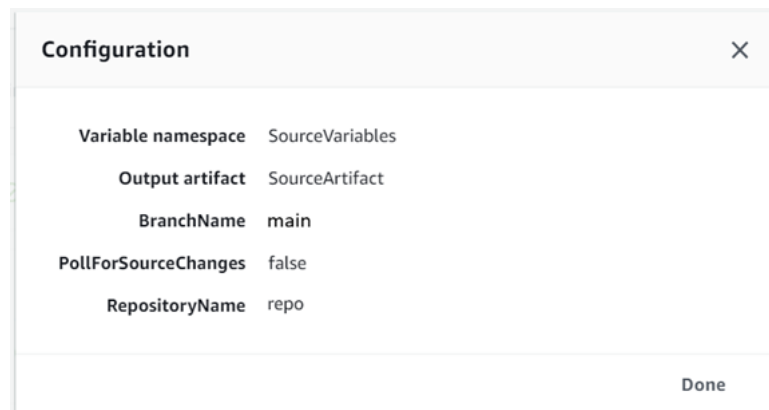 Configuration
Variable namespace SourceVariables
Output artifact SourceArtifact
BranchName main
PollForSourceChanges false
RepositoryName repo
Done